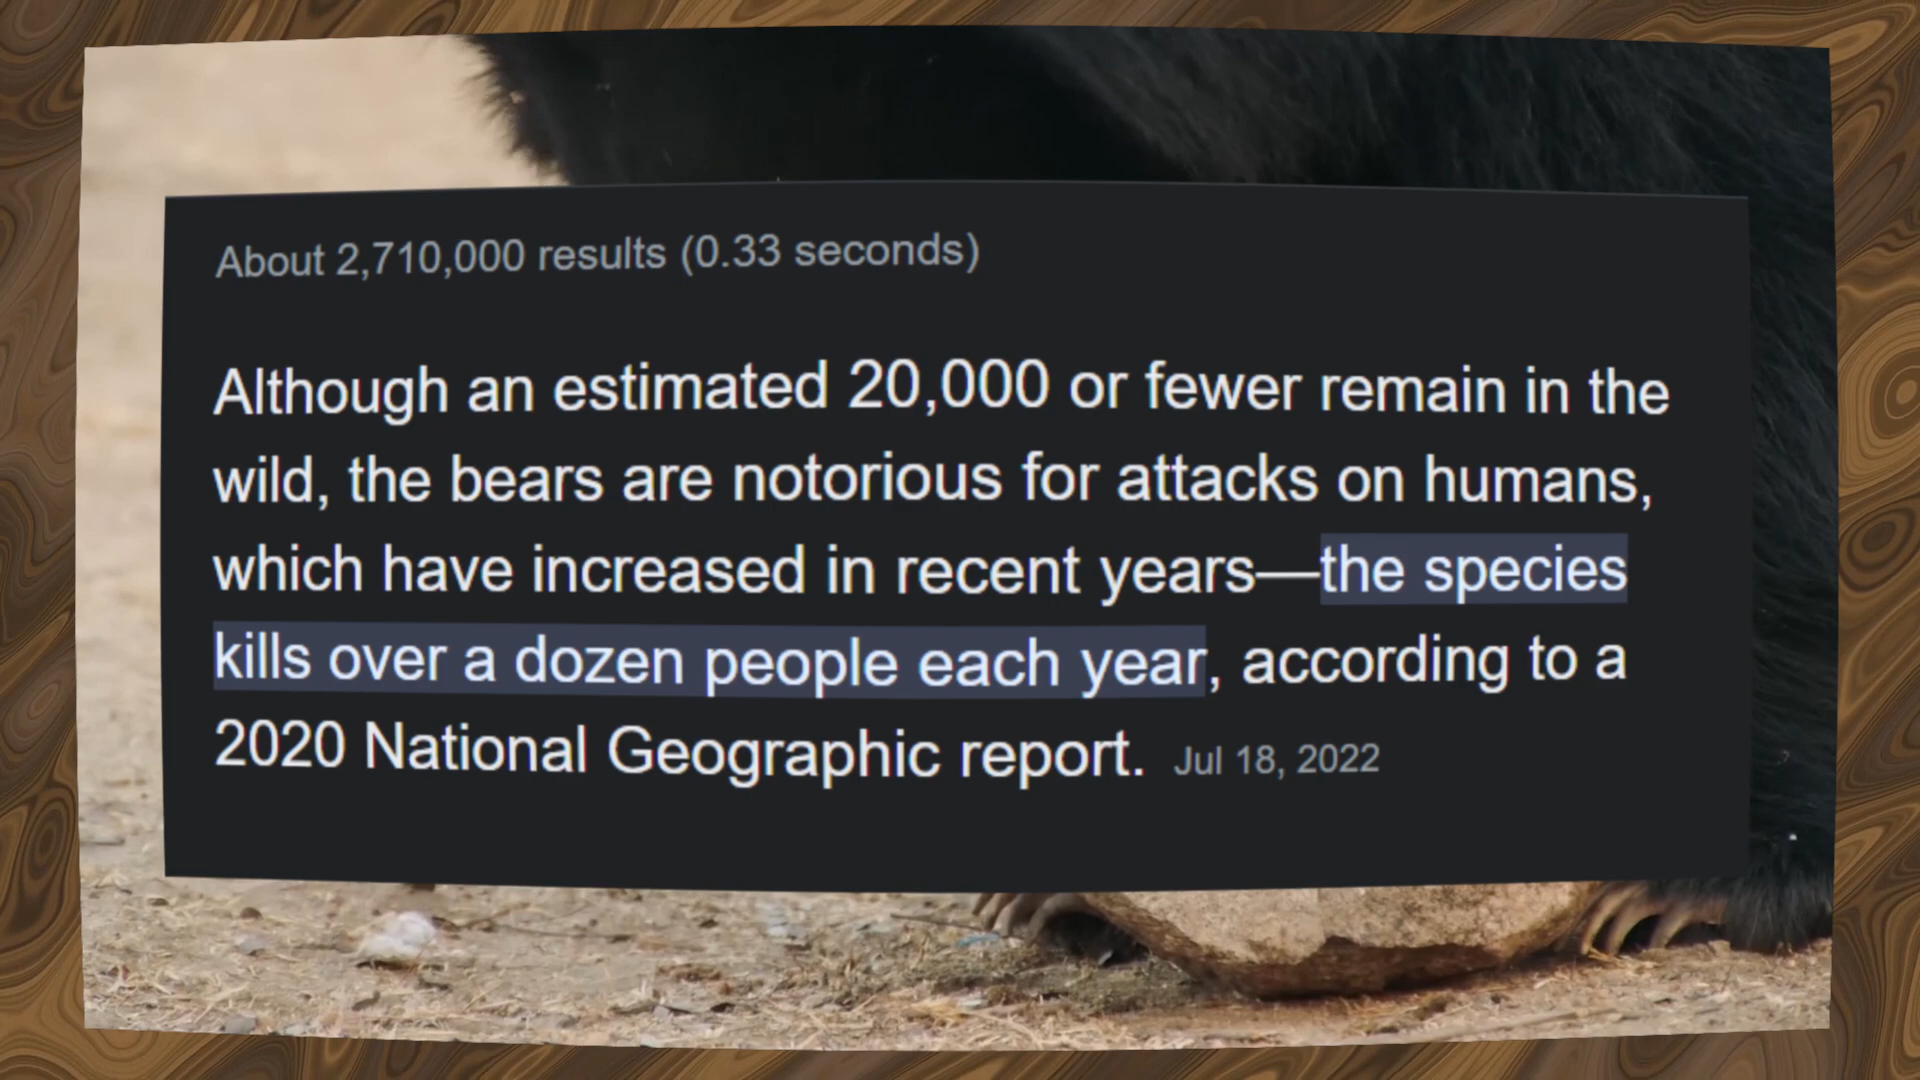 About 2,710,000 results (0.33 seconds)
Although an estimated 20,000 or fewer remain in the
wild, the bears are notorious for attacks on humans,
which have increased in recent years—the species
kills over a dozen people each year, according to a
2020 National Geographic report. Jul 18, 2022